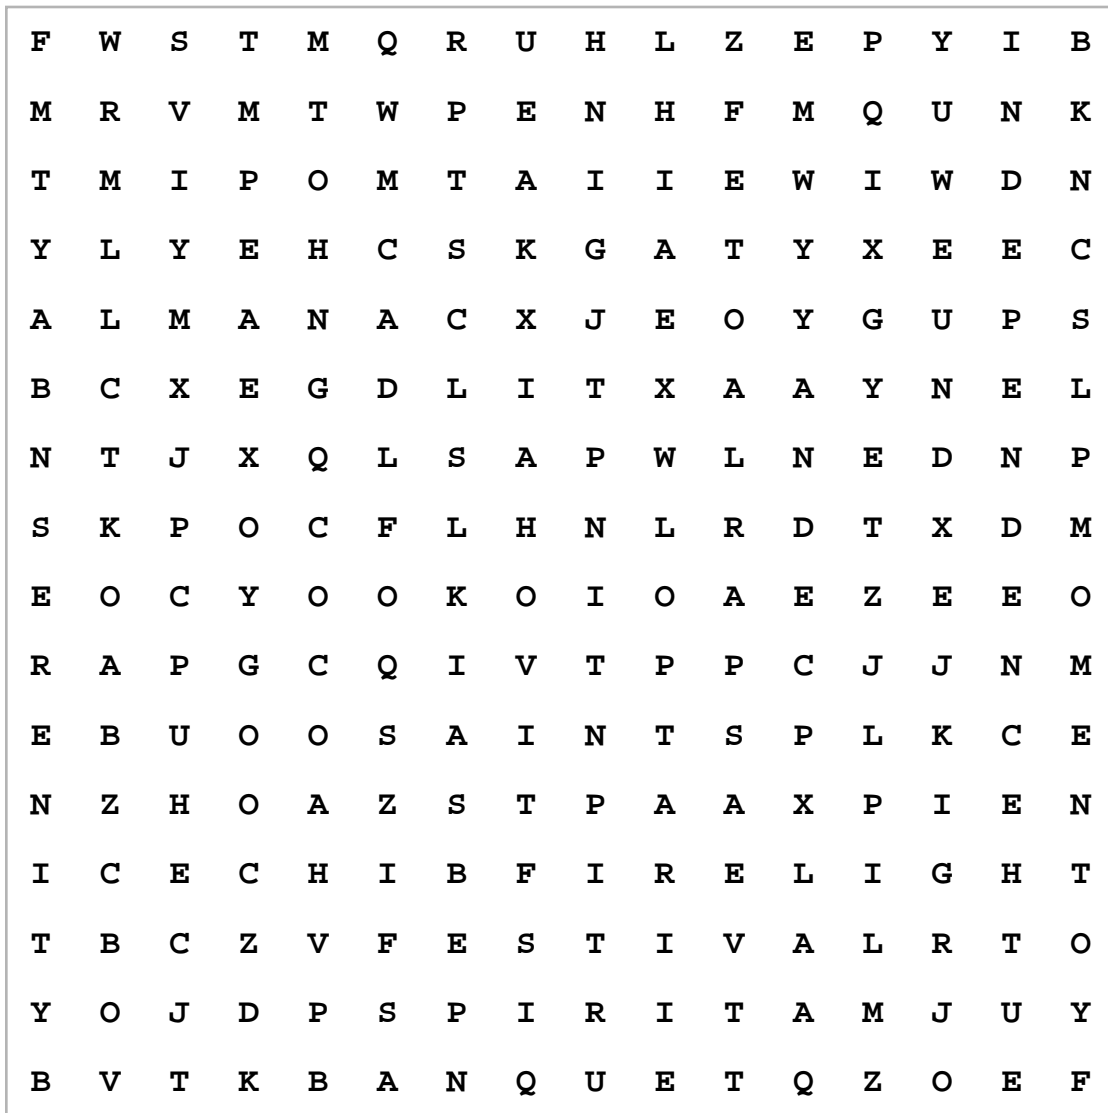 F W S T M Q R U H L Z E P Y I B
M R V M T W P E N H F M Q U N K
T M I P O M T A I I E W I W D N
Y L Y E H C S K G A T Y X E E C
A L M A N A C X J E O Y G U P S
B C X E G D L I T X A A Y N E L
N T J X Q L S A P W L N E D N P
S K P O C F L H N L R D T X D M
E O C Y O O K O I O A E Z E E O
R A P G C Q I V T P P C J J N M
E B U O O S A I N T S P L K C E
N Z H O A Z S T P A A X P I E N
I C E C H I B F I R E L I G H T
T B C Z V F E S T I V A L R T O
Y O J D P S P I R I T A M J U Y
B V T K B A N Q U E T Q Z O E F